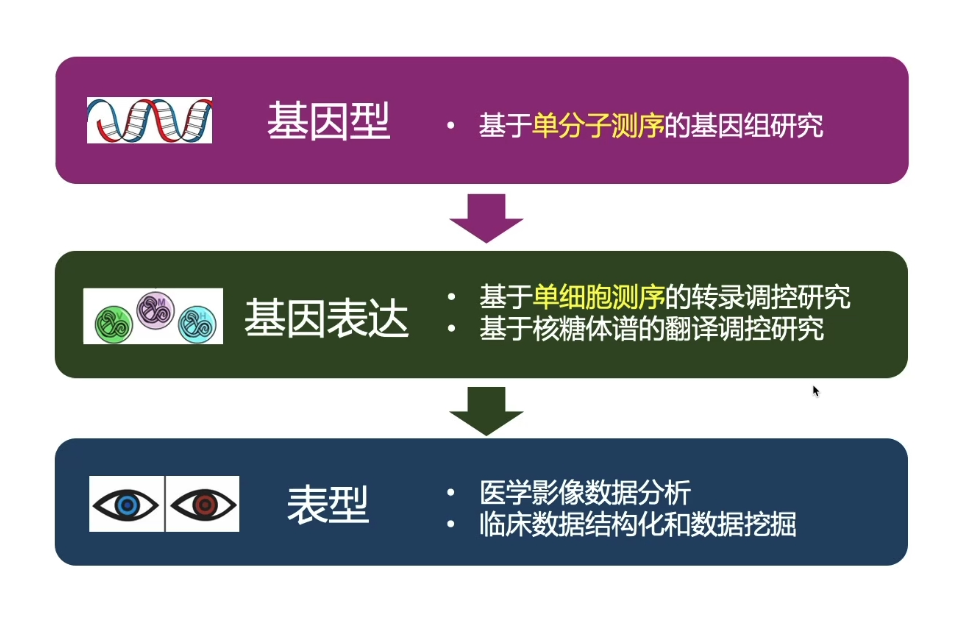 基因型
• 基于单分子测序的基因组研究
基因表达
• 基于单细胞测序的转录调控研究
• 基于核糖体谱的翻译调控研究
表型
• 医学影像数据分析
• 临床数据结构化和数据挖掘